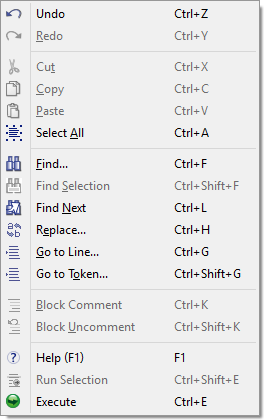 Undo Ctrl+Z
Redo Ctrl+Y
Cut Ctrl+X
Copy Ctrl+C
Paste Ctrl+V
Select All Ctrl+A
Find... Ctrl+F
Find Selection Ctrl+Shift+F
Find Next Ctrl+L
Replace... Ctrl+H
Go to Line... Ctrl+G
Go to Token... Ctrl+Shift+G
Block Comment Ctrl+K
Block Uncomment Ctrl+Shift+K
Help (F1) F1
Run Selection Ctrl+Shift+E
Execute Ctrl+E